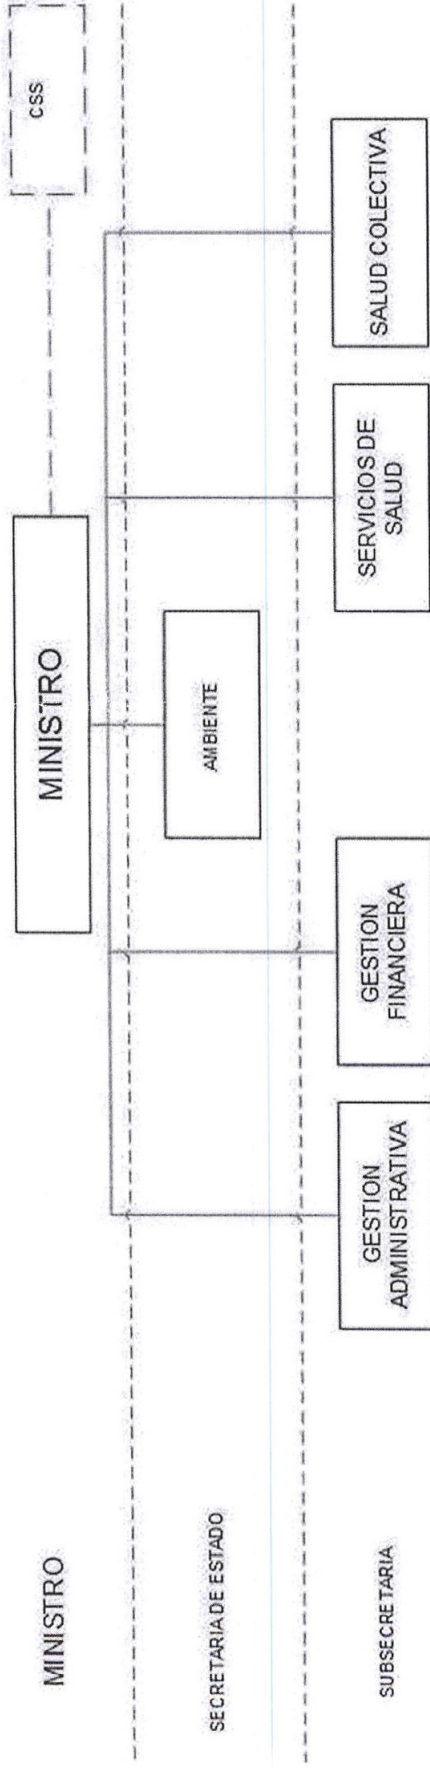 MINISTRO
MINISTRO
CSS
SECRETARIA DE ESTADO
AMBIENTE
SUBSECRETARIA
GESTION
ADMINISTRATIVA
GESTION
FINANCIERA
SERVICIOS DE
SALUD
SALUD COLECTIVA